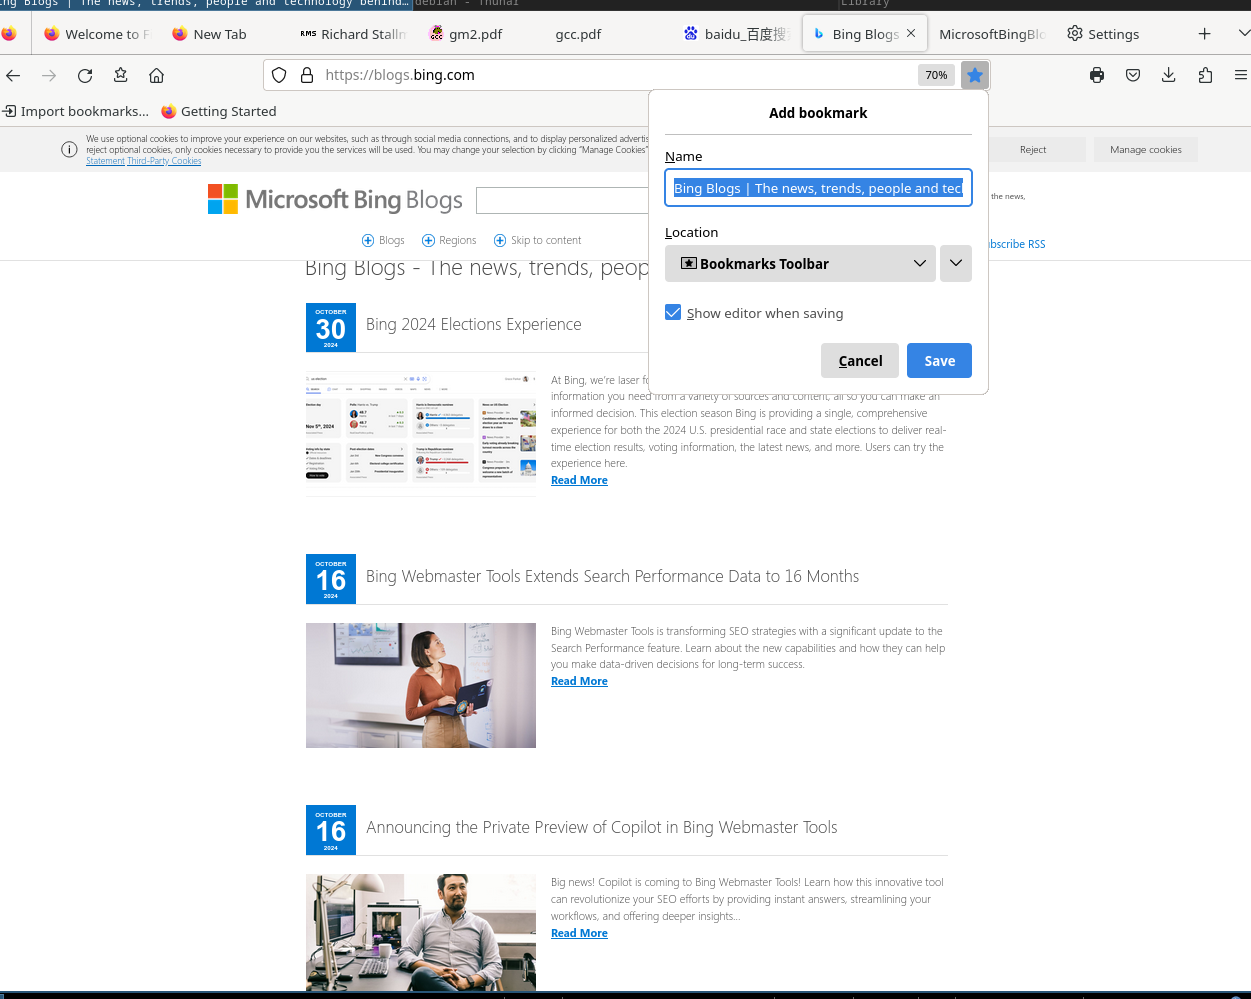 ng Blogs | The news, trends, people and technology behind… debian - Thunar Library
Welcome to F New Tab RMS Richard Stallm gm2.pdf gcc.pdf baidu_百度搜 Bing Blogs MicrosoftBingBlo Settings
https://blogs.bing.com 70%
Import bookmarks... Getting Started
Add bookmark
Name
Bing Blogs | The news, trends, people and tech
Location
Bookmarks Toolbar
Show editor when saving
Cancel Save
We use optional cookies to improve your experience on our websites, such as through social media connections, and to display personalized advertis
reject optional cookies, only cookies necessary to provide you the services will be used. You may change your selection by clicking "Manage Cookies"
Statement Third-Party Cookies
Reject Manage cookies
Microsoft Bing Blogs
the news,
Blogs Regions Skip to content
bscribe RSS
Bing Blogs - The news, trends, peop
OCTOBER
30
2024
Bing 2024 Elections Experience
At Bing, we're laser fo
information you need from a variety of sources and content, all so you can make an
informed decision. This election season Bing is providing a single, comprehensive
experience for both the 2024 U.S. presidential race and state elections to deliver real-
time election results, voting information, the latest news, and more. Users can try the
experience here.
Read More
Nov 5th, 2024
OCTOBER
16
2024
Bing Webmaster Tools Extends Search Performance Data to 16 Months
Bing Webmaster Tools is transforming SEO strategies with a significant update to the
Search Performance feature. Learn about the new capabilities and how they can help
you make data-driven decisions for long-term success.
Read More
OCTOBER
16
2024
Announcing the Private Preview of Copilot in Bing Webmaster Tools
Big news! Copilot is coming to Bing Webmaster Tools! Learn how this innovative tool
can revolutionize your SEO efforts by providing instant answers, streamlining your
workflows, and offering deeper insights...
Read More